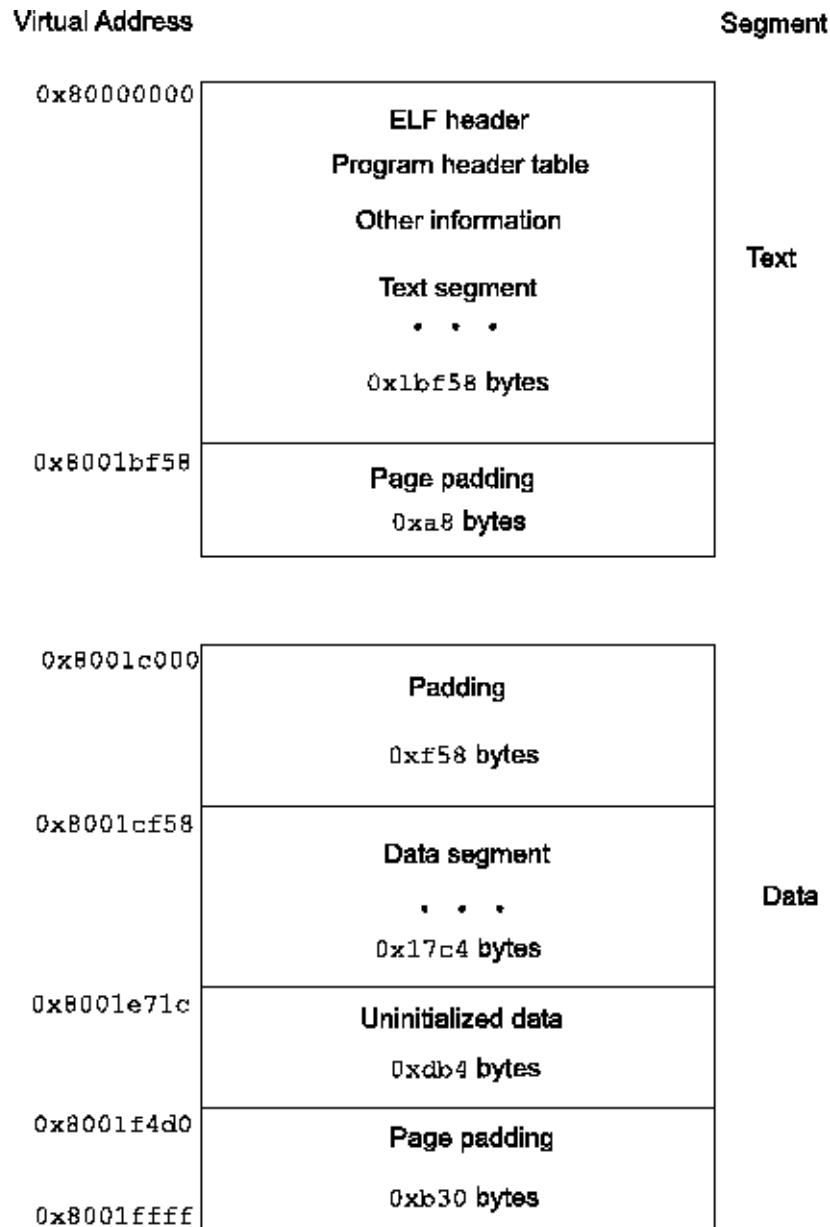 Virtual Address Segment
0x80000000
ELF header
Program header table
Other information
Text
Text segment
. . .
0x1bf58 bytes
0x8001bf58
Page padding
0xa8 bytes
0x8001c000
Padding
0xf58 bytes
0x8001cf58
Data segment
Data
. . .
0x17c4 bytes
0x8001e71c
Uninitialized data
0xdb4 bytes
0x8001f4d0
Page padding
0xb30 bytes
0x8001ffff